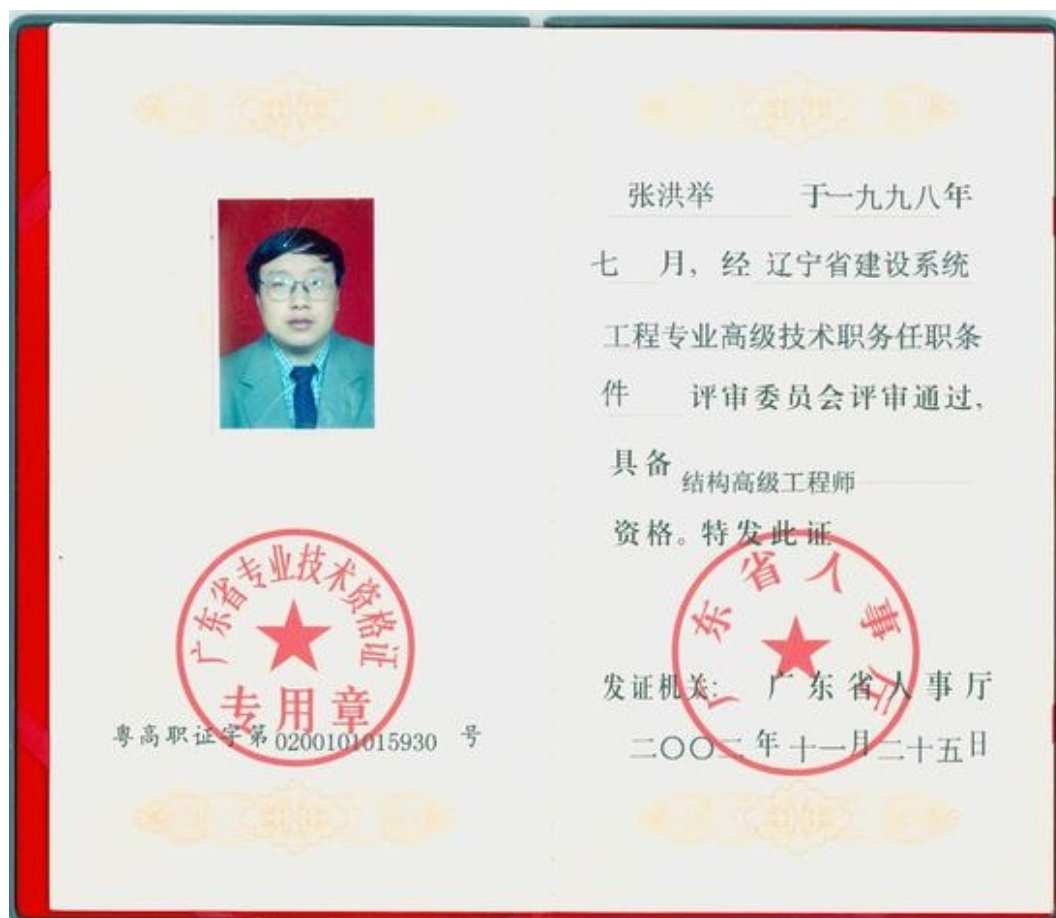 广东省专业技术资格证
专用章
粤高职证字第 0200101015930 号
张洪举 于一九九八年
七 月，经 辽宁省建设系统
工程专业高级技术职务任职条
件 评审委员会评审通过，
具备 结构高级工程师
资格。特发此证
广东省人事厅
发证机关： 广东省人事厅
二〇〇二年十一月二十五日